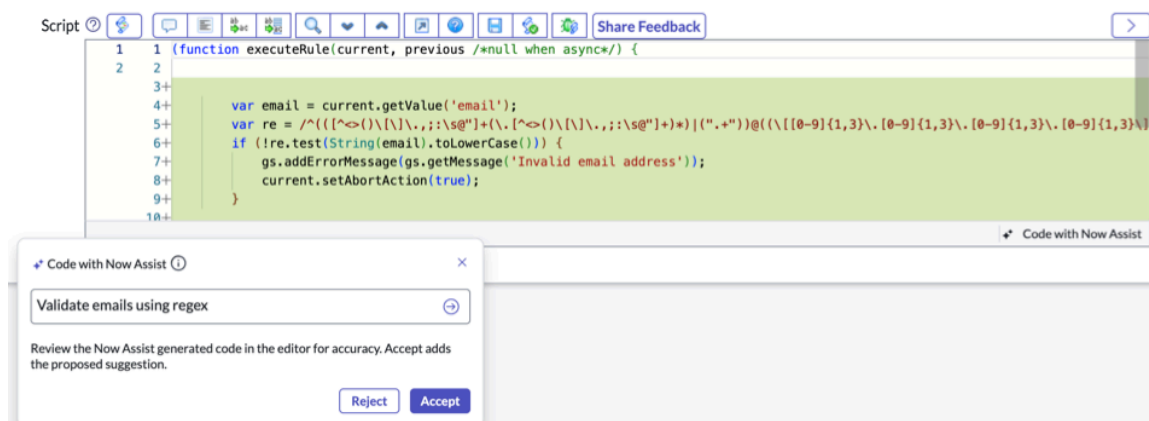 Script
Share Feedback
1 1 (function executeRule(current, previous /*null when async*/) {
2 2
3+
4+ var email = current.getValue('email');
5+ var re = /^(([^<>()\[\]\.,;:\s@"]+(\.[^<>()\[\]\.,;:\s@"]+)*)|(".+"))@((\[[0-9]{1,3}\.[0-9]{1,3}\.[0-9]{1,3}\.[0-9]{1,3}\]
6+ if (!re.test(String(email).toLowerCase())) {
7+ gs.addErrorMessage(gs.getMessage('Invalid email address'));
8+ current.setAbortAction(true);
9+ }
10+
Code with Now Assist
Code with Now Assist
Validate emails using regex
Review the Now Assist generated code in the editor for accuracy. Accept adds
the proposed suggestion.
Reject Accept